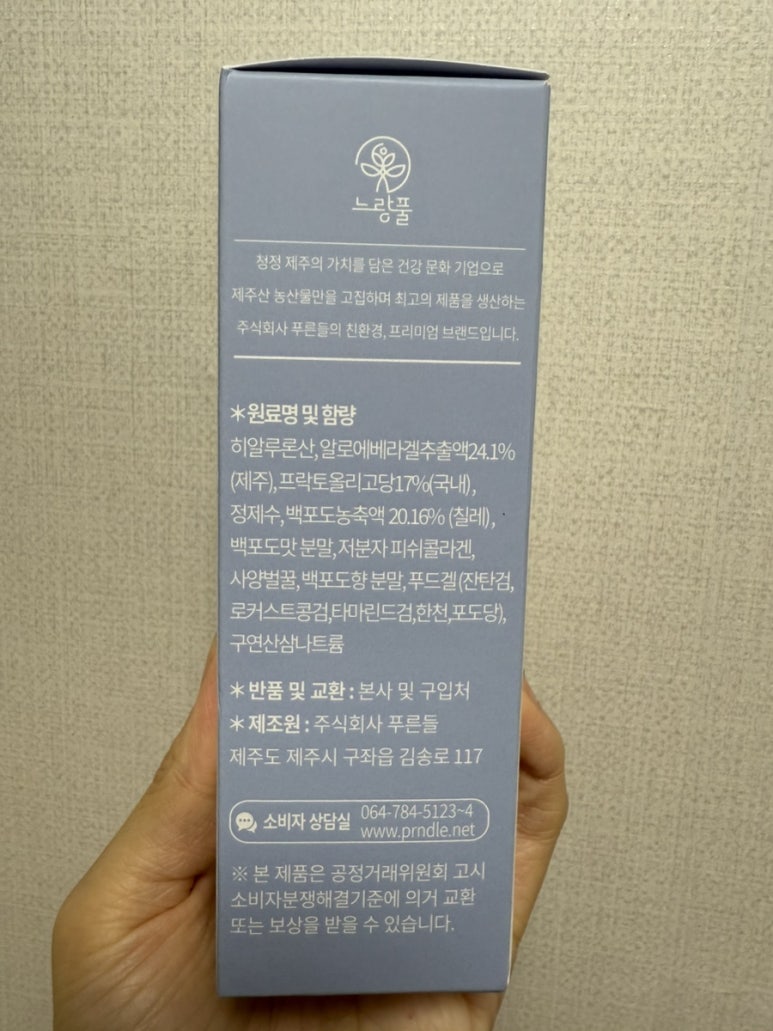 느랑풀
청정 제주의 가치를 담은 건강 문화 기업으로
제주산 농산물만을 고집하며 최고의 제품을 생산하는
주식회사 푸른들의 친환경, 프리미엄 브랜드입니다.
＊원료명 및 함량
히알루론산, 알로에베라겔추출액24.1%
(제주), 프락토올리고당17%(국내),
정제수, 백포도농축액 20.16% (칠레),
백포도맛 분말, 저분자 피쉬콜라겐,
사양벌꿀, 백포도향 분말, 푸드겔(잔탄검,
로커스트콩검,타마린드검,한천,포도당),
구연산삼나트륨
＊ 반품 및 교환 : 본사 및 구입처
＊ 제조원 : 주식회사 푸른들
제주도 제주시 구좌읍 김송로 117
소비자 상담실 064-784-5123~4
www.prndle.net
※ 본 제품은 공정거래위원회 고시
소비자분쟁해결기준에 의거 교환
또는 보상을 받을 수 있습니다.